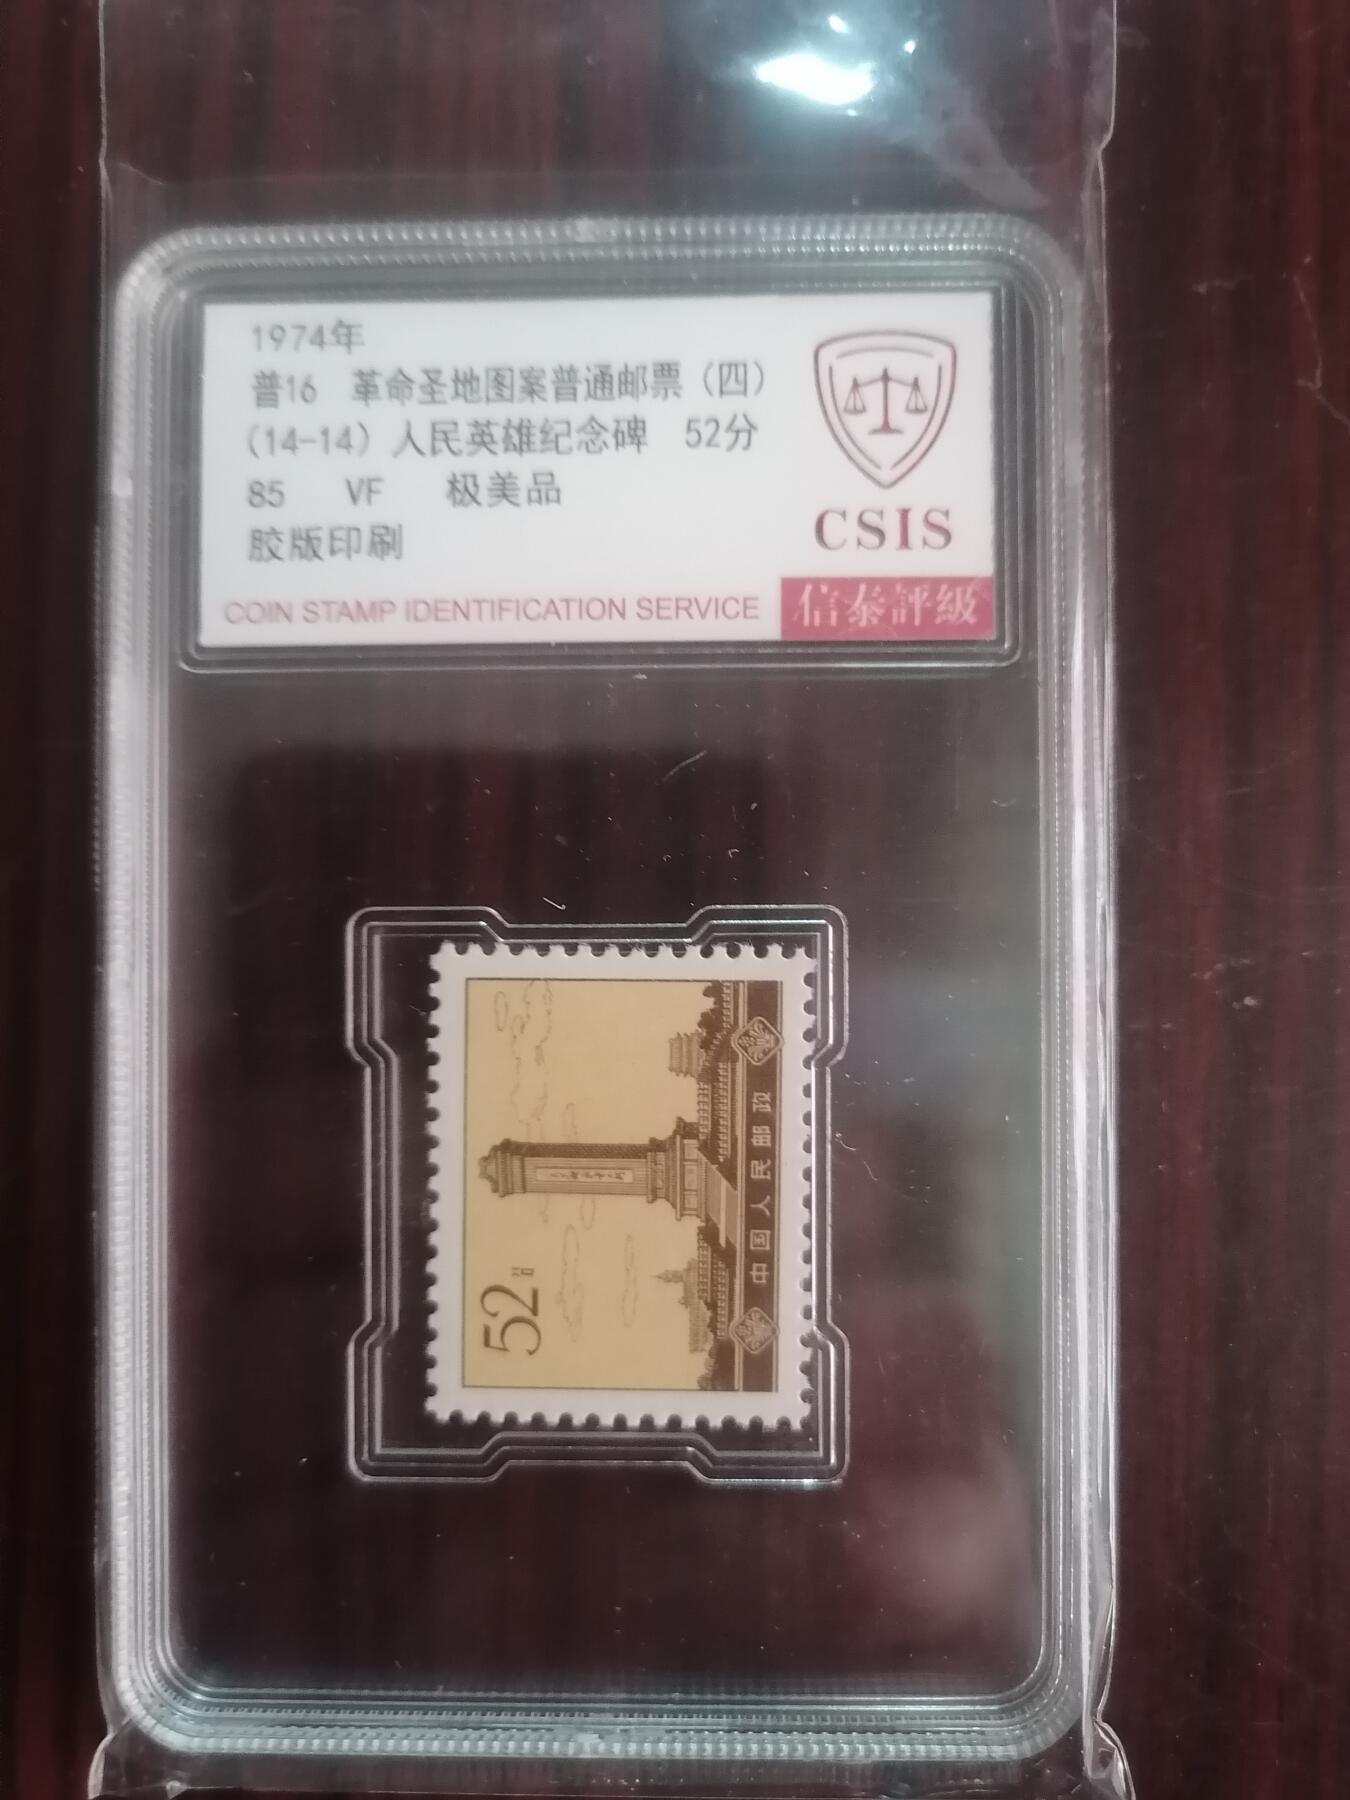 1974年
普16 革命圣地图案普通邮票（四）
(14-14) 人民英雄纪念碑 52分
85 VF 极美品
胶版印刷
CSIS
COIN STAMP IDENTIFICATION SERVICE
信泰評級
52分
中国人民邮政